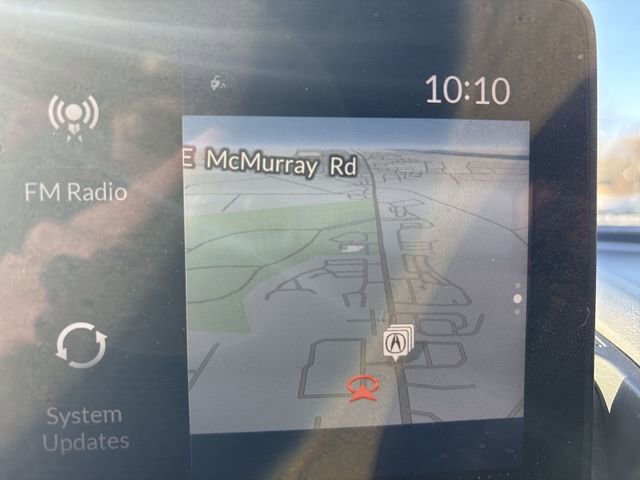 10:10
E McMurray Rd
FM Radio
System
Updates